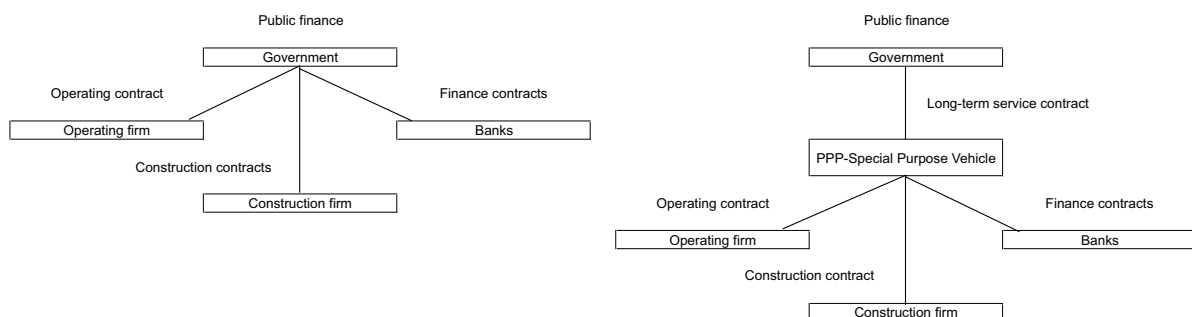 Public finance
Government
Operating contract
Finance contracts
Operating firm
Banks
Construction contracts
Construction firm
Public finance
Government
Long-term service contract
PPP-Special Purpose Vehicle
Operating contract
Finance contracts
Operating firm
Banks
Construction contract
Construction firm